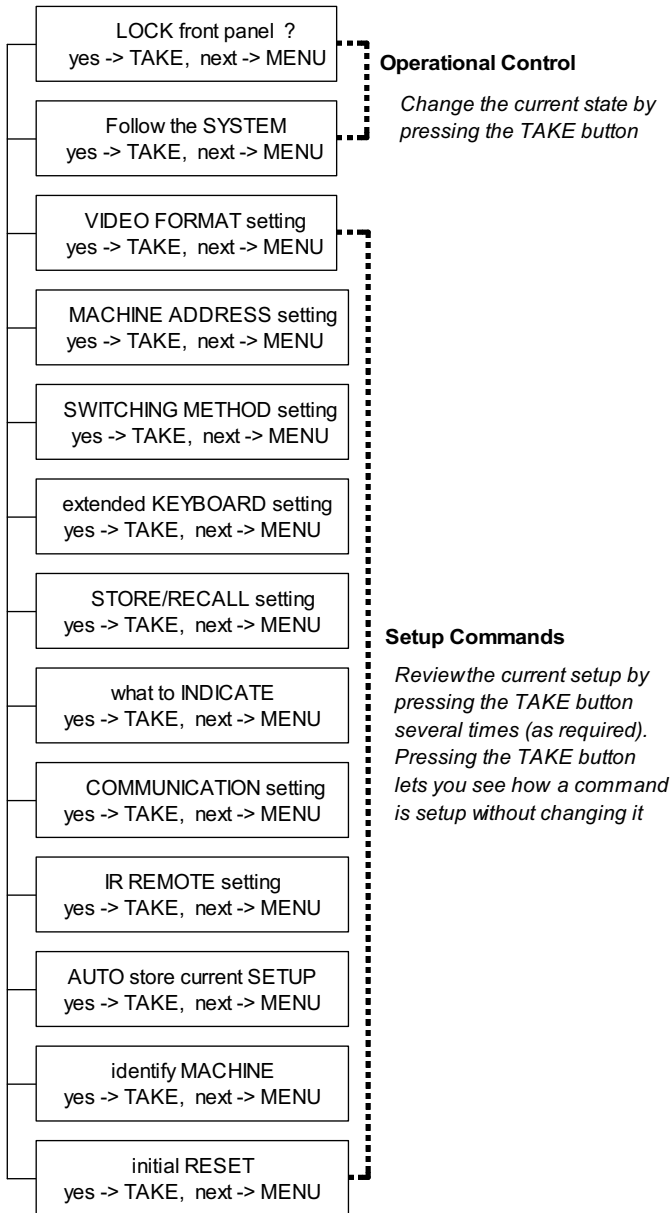 LOCK front panel ?
yes -> TAKE, next -> MENU
Operational Control
Change the current state by
pressing the TAKE button
Follow the SYSTEM
yes -> TAKE, next -> MENU
VIDEO FORMAT setting
yes -> TAKE, next -> MENU
MACHINE ADDRESS setting
yes -> TAKE, next -> MENU
SWITCHING METHOD setting
yes -> TAKE, next -> MENU
extended KEYBOARD setting
yes -> TAKE, next -> MENU
STORE/RECALL setting
yes -> TAKE, next -> MENU
Setup Commands
Review the current setup by
pressing the TAKE button
several times (as required).
Pressing the TAKE button
lets you see how a command
is setup without changing it
what to INDICATE
yes -> TAKE, next -> MENU
COMMUNICATION setting
yes -> TAKE, next -> MENU
IR REMOTE setting
yes -> TAKE, next -> MENU
AUTO store current SETUP
yes -> TAKE, next -> MENU
identify MACHINE
yes -> TAKE, next -> MENU
initial RESET
yes -> TAKE, next -> MENU